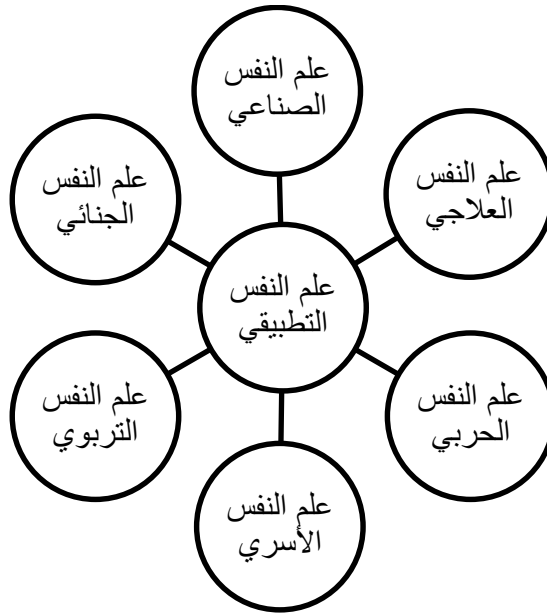 علم النفس
الصناعي
علم النفس
العلاجي
علم النفس
الجنائي
علم النفس
التطبيقي
علم النفس
الحربي
علم النفس
التربوي
علم النفس
الأسري